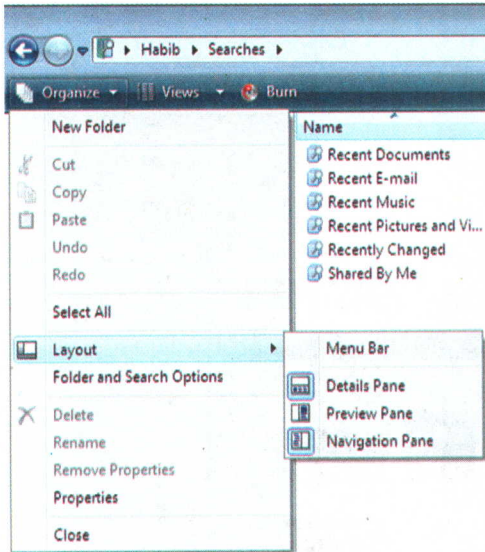 Habib ▸ Searches ▸
Organize Views Burn
New Folder
Cut
Copy
Paste
Undo
Redo
Select All
Layout
Folder and Search Options
Delete
Rename
Remove Properties
Properties
Close
Name
Recent Documents
Recent E-mail
Recent Music
Recent Pictures and Vi...
Recently Changed
Shared By Me
Menu Bar
Details Pane
Preview Pane
Navigation Pane